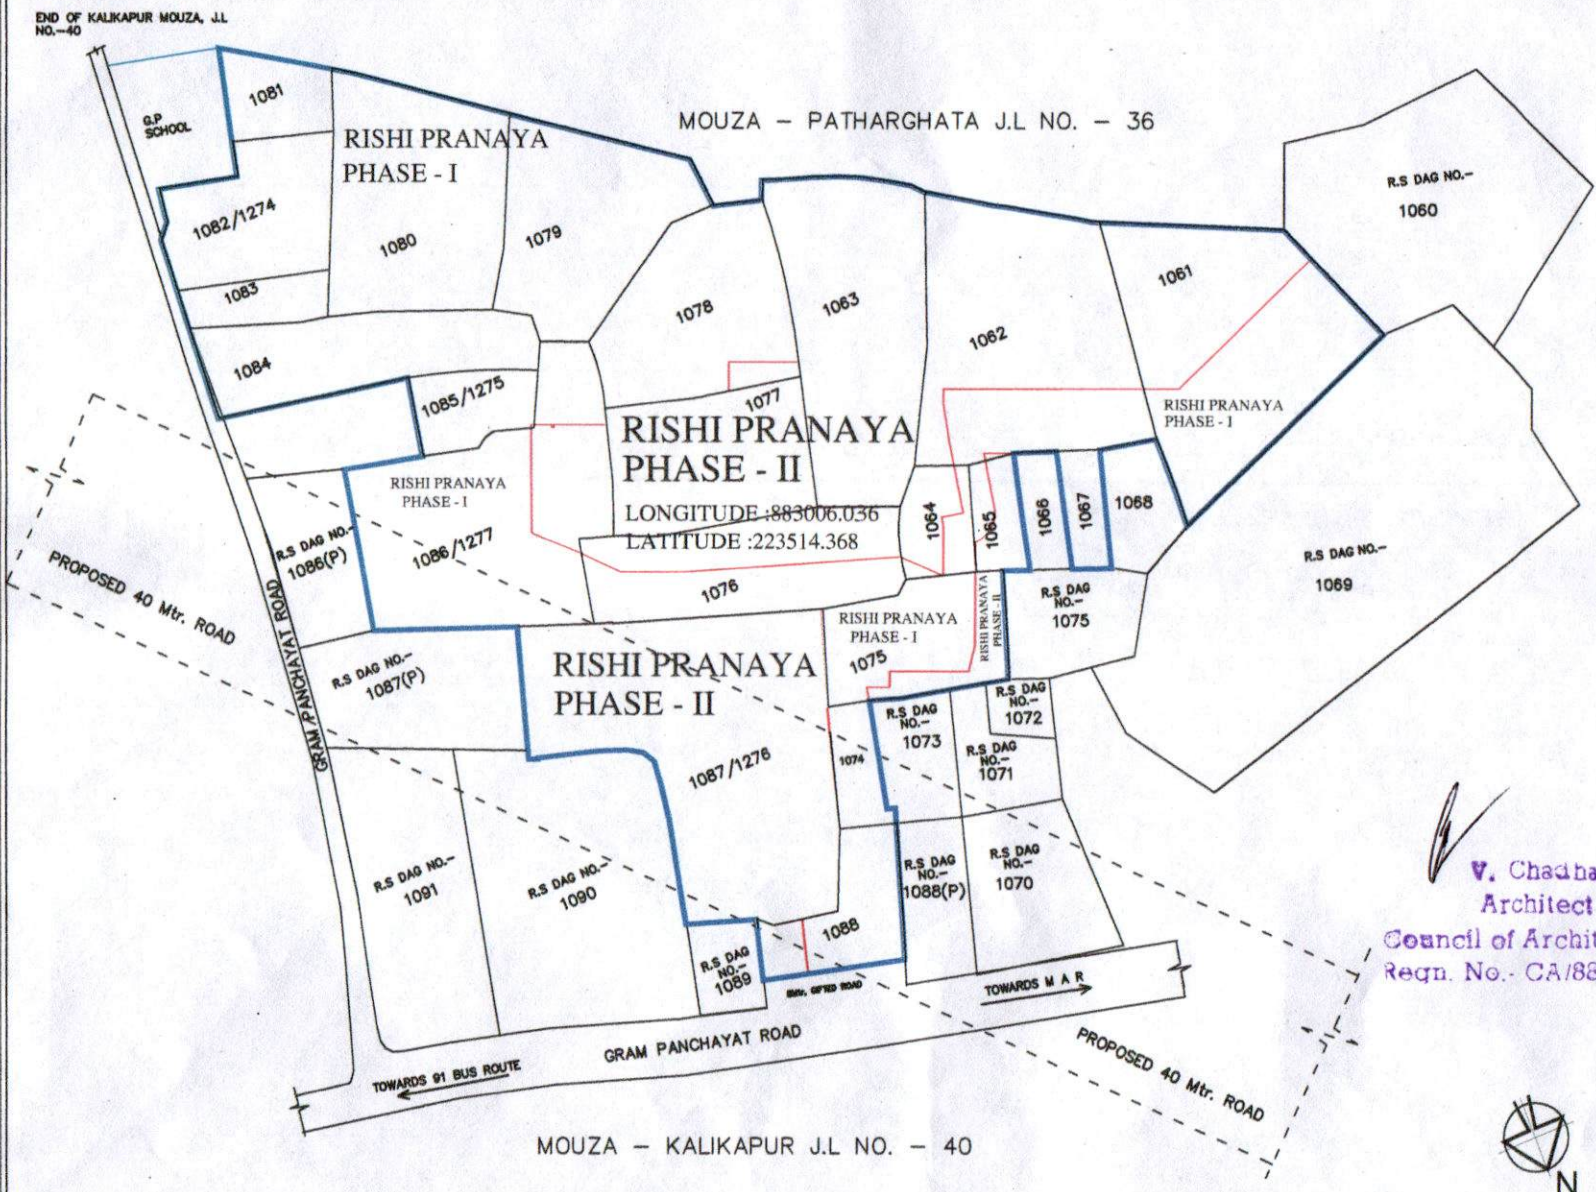 END OF KALIKAPUR MOUZA, J.L
NO.-40
G.P
SCHOOL
1081
RISHI PRANAYA
PHASE - I
MOUZA - PATHARGHATA J.L NO. - 36
R.S DAG NO.-
1060
1082/1274
1080
1079
1083
1078
1063
1062
1061
1084
1085/1275
1077
RISHI PRANAYA
PHASE - II
RISHI PRANAYA
PHASE - I
LONGITUDE :883006.036
LATITUDE :223514.368
RISHI PRANAYA
PHASE - I
1086/1277
R.S DAG NO.-
1086(P)
1064
1065
1066
1067
1068
R.S DAG NO.-
1069
PROPOSED 40 Mtr. ROAD
GRAM PANCHAYAT ROAD
1076
RISHI PRANAYA
PHASE - I
1075
RISHI PRANAYA
PHASE - II
R.S DAG
NO.-
1075
R.S DAG NO.-
1087(P)
RISHI PRANAYA
PHASE - II
1087/1276
1074
R.S DAG
NO.-
1073
R.S DAG
NO.-
1072
R.S DAG
NO.-
1071
R.S DAG NO.-
1091
R.S DAG NO.-
1090
R.S DAG
NO.-
1088(P)
R.S DAG
NO.-
1070
1088
R.S DAG
NO.-
1089
GIFTED ROAD
TOWARDS M A R
GRAM PANCHAYAT ROAD
TOWARDS 91 BUS ROUTE
PROPOSED 40 Mtr. ROAD
MOUZA - KALIKAPUR J.L NO. - 40
V. Chadha
Architect
Council of Archit
Regn. No.- CA/88
N